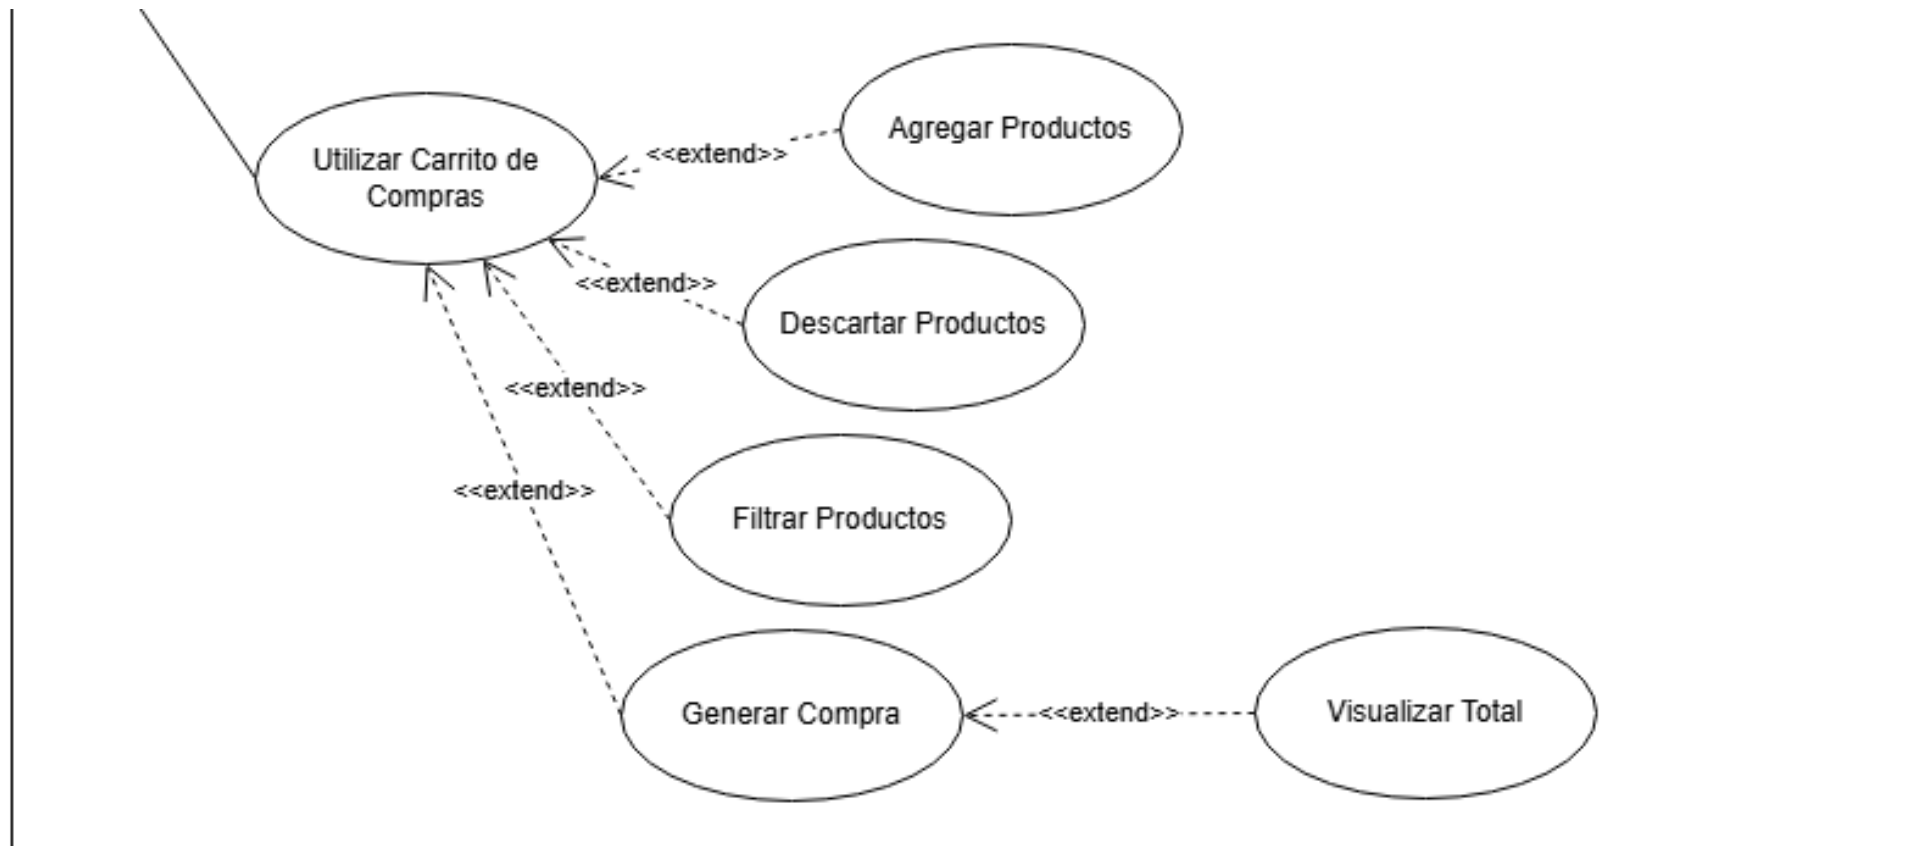 Agregar Productos
Utilizar Carrito de
Compras
<<extend>>
<<extend>>
Descartar Productos
<<extend>>
<<extend>>
Filtrar Productos
Generar Compra
<<extend>>
Visualizar Total